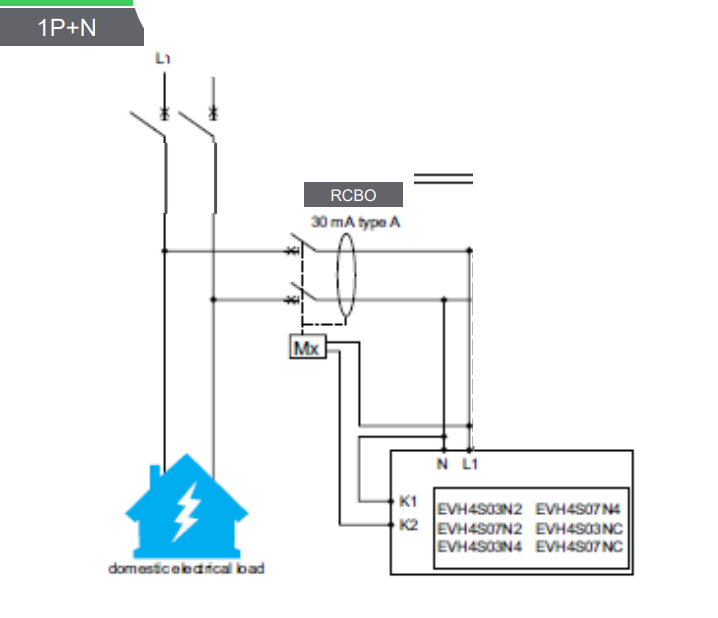 1P+N
L1
RCBO
30 mA type A
Mx
N L1
K1
K2
EVH4S03N2 EVH4S07N4
EVH4S07N2 EVH4S03NC
EVH4S03N4 EVH4S07NC
domestic electrical load